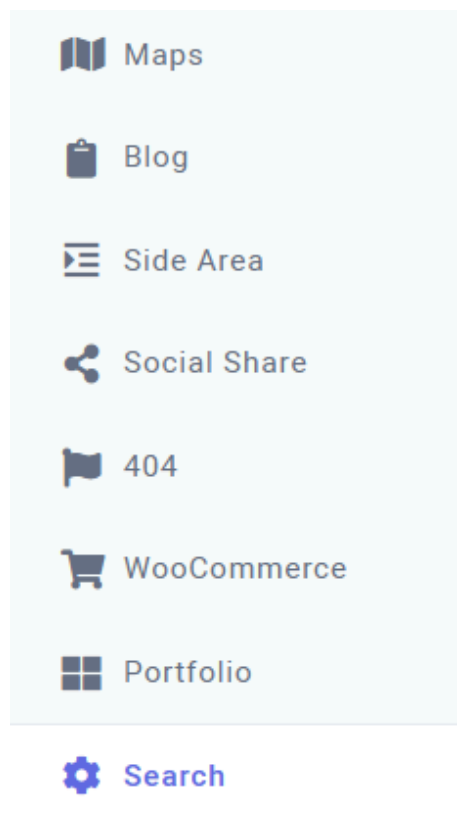 Maps
Blog
Side Area
Social Share
404
WooCommerce
Portfolio
Search